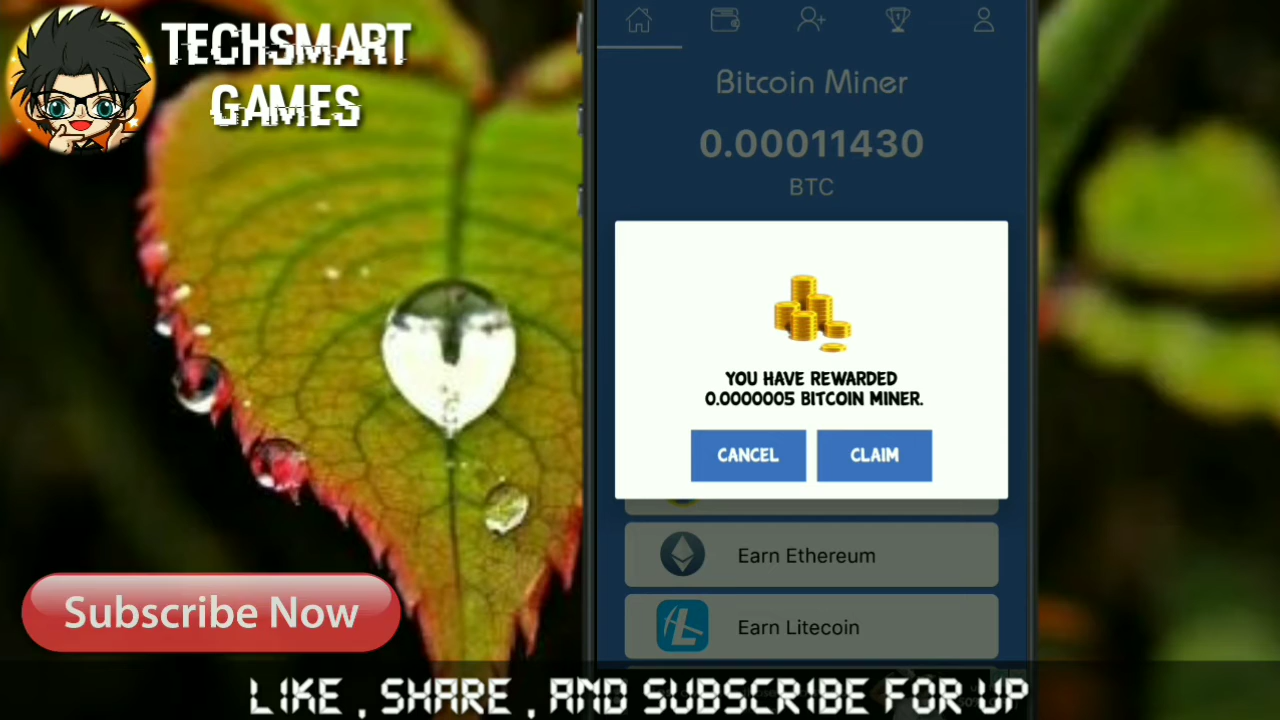 TECHSMART
GAMES
Bitcoin Miner
0.00011430
BTC
YOU HAVE REWARDED
0.0000005 BITCOIN MINER.
CANCEL
CLAIM
Earn Ethereum
Earn Litecoin
Subscribe Now
LIKE , SHARE , AND SUBSCRIBE FOR UP